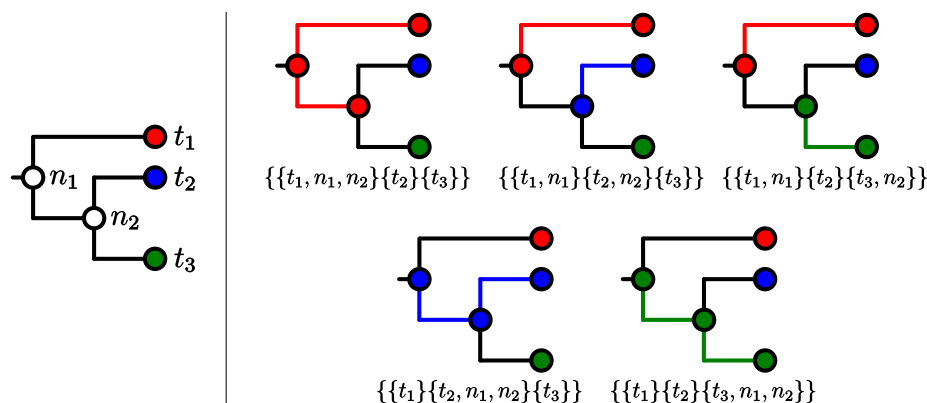 t₁
n₁
t₂
n₂
t₃
{{t₁, n₁, n₂}{t₂}{t₃}}
{{t₁, n₁}{t₂, n₂}{t₃}}
{{t₁, n₁}{t₂}{t₃, n₂}}
{{t₁}{t₂, n₁, n₂}{t₃}}
{{t₁}{t₂}{t₃, n₁, n₂}}